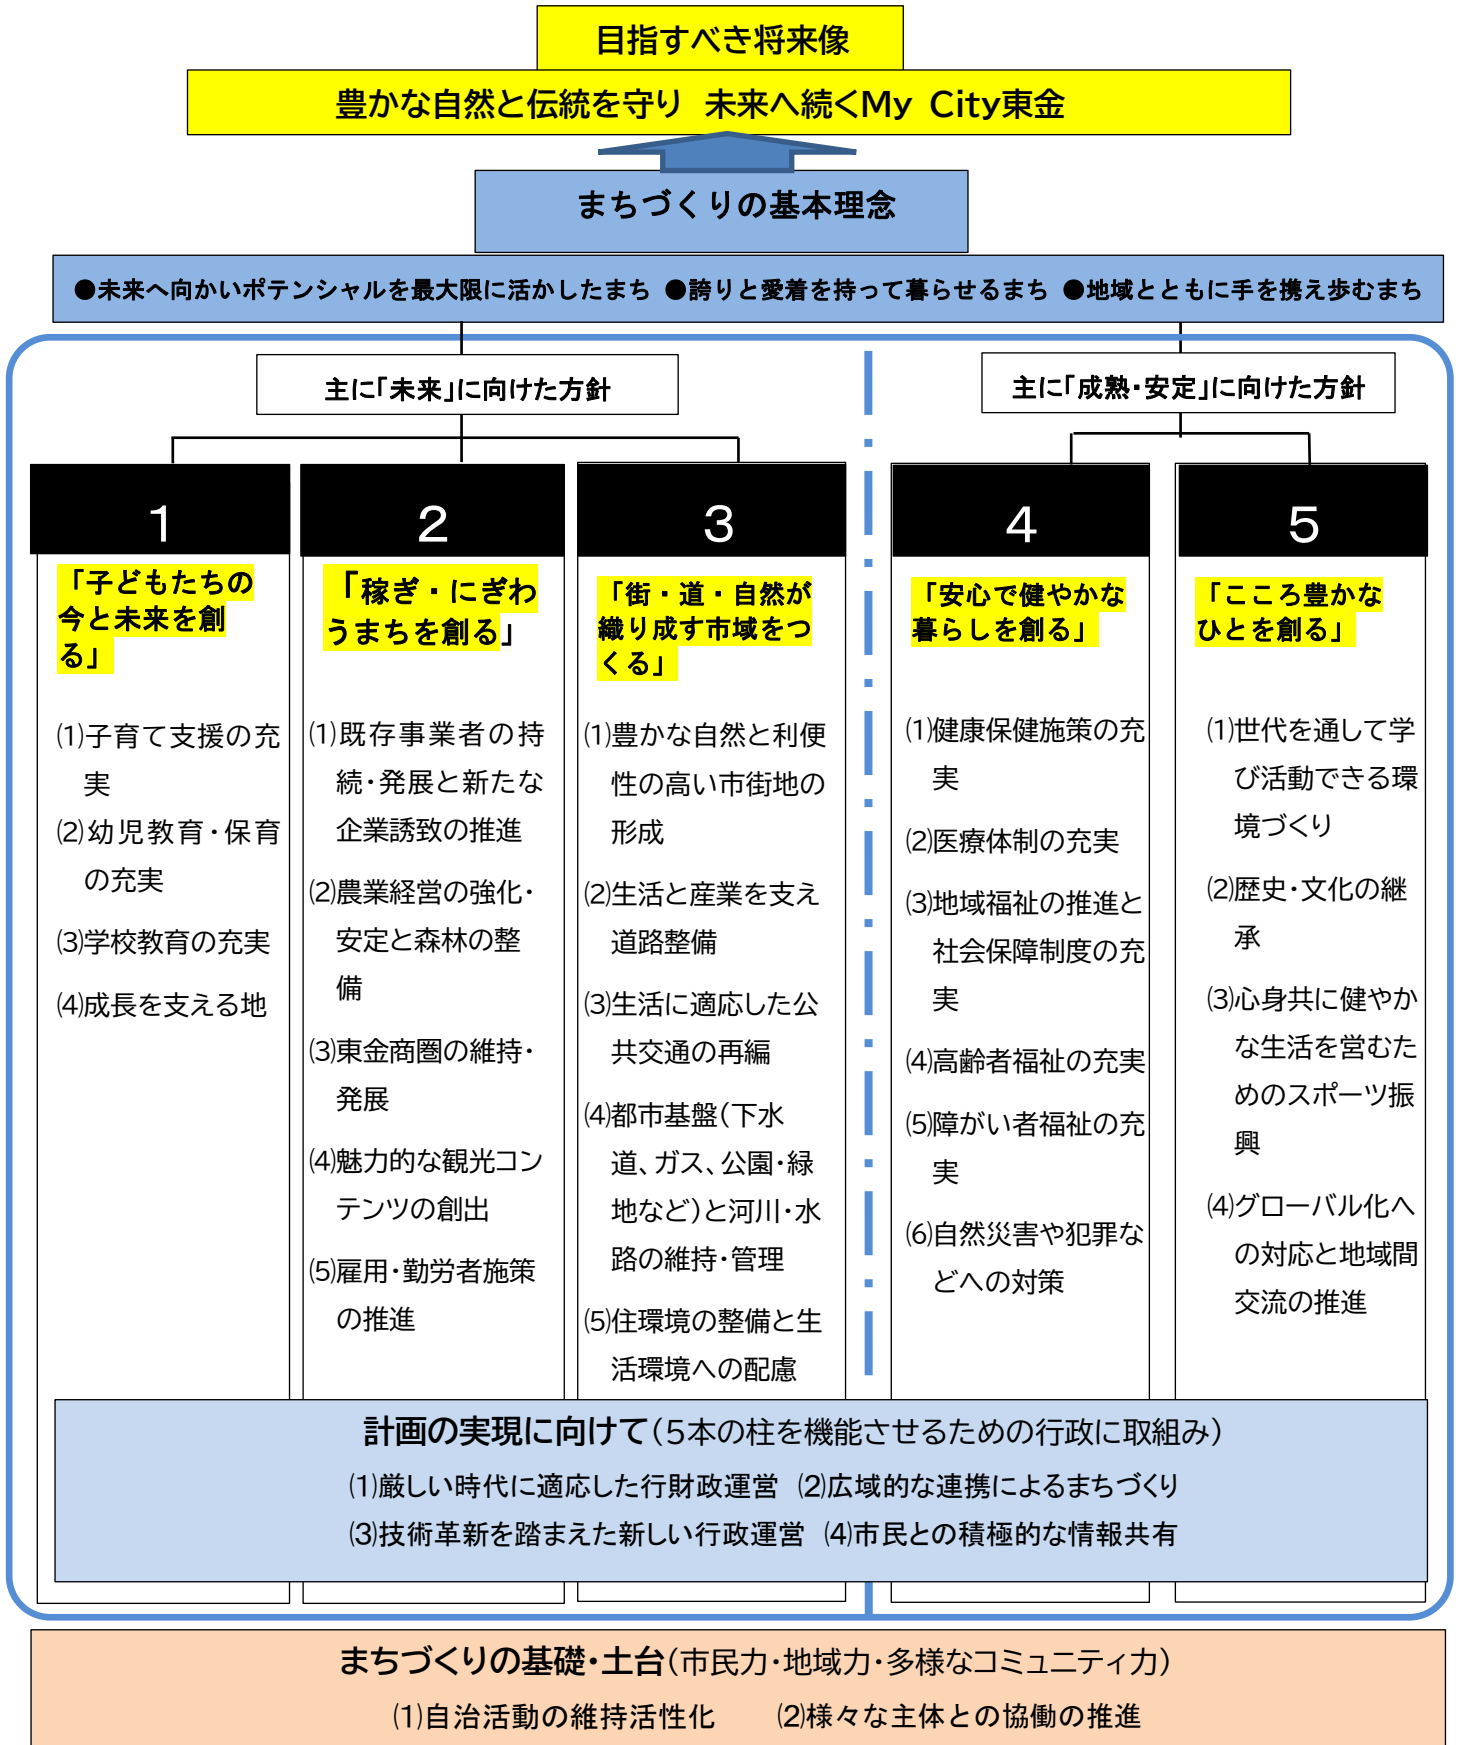 目指すべき将来像
豊かな自然と伝統を守り 未来へ続くMy City東金
まちづくりの基本理念
●未来へ向かいポテンシャルを最大限に活かしたまち ●誇りと愛着を持って暮らせるまち ●地域とともに手を携え歩むまち
主に「未来」に向けた方針
主に「成熟・安定」に向けた方針
1
「子どもたちの
今と未来を創
る」
⑴子育て支援の充
実
⑵幼児教育・保育
の充実
⑶学校教育の充実
⑷成長を支える地
2
「稼ぎ・にぎわ
うまちを創る」
⑴既存事業者の持
続・発展と新たな
企業誘致の推進
⑵農業経営の強化・
安定と森林の整
備
⑶東金商圏の維持・
発展
⑷魅力的な観光コン
テンツの創出
⑸雇用・勤労者施策
の推進
3
「街・道・自然が
織り成す市域をつ
くる」
⑴豊かな自然と利便
性の高い市街地の
形成
⑵生活と産業を支え
道路整備
⑶生活に適応した公
共交通の再編
⑷都市基盤(下水
道、ガス、公園・緑
地など)と河川・水
路の維持・管理
⑸住環境の整備と生
活環境への配慮
4
「安心で健やかな
暮らしを創る」
⑴健康保健施策の充
実
⑵医療体制の充実
⑶地域福祉の推進と
社会保障制度の充
実
⑷高齢者福祉の充実
⑸障がい者福祉の充
実
⑹自然災害や犯罪な
どへの対策
5
「こころ豊かな
ひとを創る」
⑴世代を通して学
び活動できる環
境づくり
⑵歴史・文化の継
承
⑶心身共に健やか
な生活を営むた
めのスポーツ振
興
⑷グローバル化へ
の対応と地域間
交流の推進
計画の実現に向けて(5本の柱を機能させるための行政に取組み)
⑴厳しい時代に適応した行財政運営 ⑵広域的な連携によるまちづくり
⑶技術革新を踏まえた新しい行政運営 ⑷市民との積極的な情報共有
まちづくりの基礎・土台(市民力・地域力・多様なコミュニティ力)
⑴自治活動の維持活性化 ⑵様々な主体との協働の推進